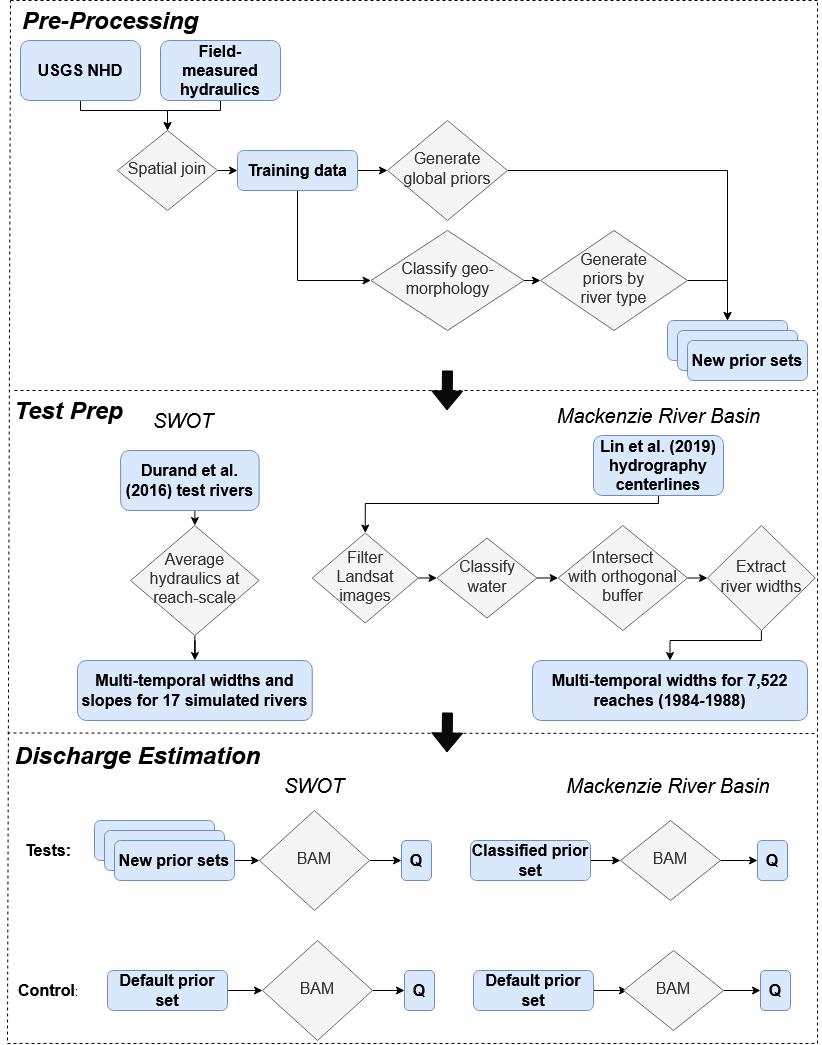 Pre-Processing
USGS NHD
Field-
measured
hydraulics
Spatial join
Training data
Generate
global priors
Classify geo-
morphology
Generate
priors by
river type
New prior sets
Test Prep
SWOT
Mackenzie River Basin
Durand et al.
(2016) test rivers
Lin et al. (2019)
hydrography
centerlines
Average
hydraulics at
reach-scale
Filter
Landsat
images
Classify
water
Intersect
with orthogonal
buffer
Extract
river widths
Multi-temporal widths and
slopes for 17 simulated rivers
Multi-temporal widths for 7,522
reaches (1984-1988)
Discharge Estimation
SWOT
Mackenzie River Basin
Tests:
New prior sets
BAM
Q
Classified prior
set
BAM
Q
Control:
Default prior
set
BAM
Q
Default prior
set
BAM
Q